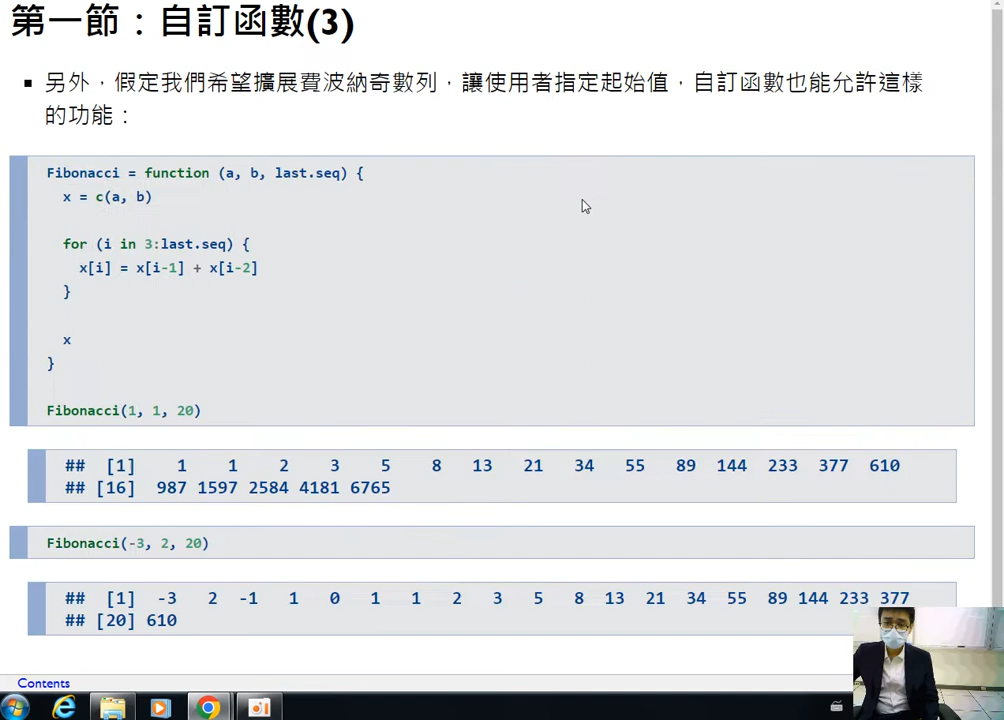 第一節：自訂函數(3)
▪ 另外，假定我們希望擴展費波納奇數列，讓使用者指定起始值，自訂函數也能允許這樣
的功能：
Fibonacci = function (a, b, last.seq) {
x = c(a, b)
for (i in 3:last.seq) {
x[i] = x[i-1] + x[i-2]
}
x
}
Fibonacci(1, 1, 20)
## [1] 1 1 2 3 5 8 13 21 34 55 89 144 233 377 610
## [16] 987 1597 2584 4181 6765
Fibonacci(-3, 2, 20)
## [1] -3 2 -1 1 0 1 1 2 3 5 8 13 21 34 55 89 144 233 377
## [20] 610
Contents